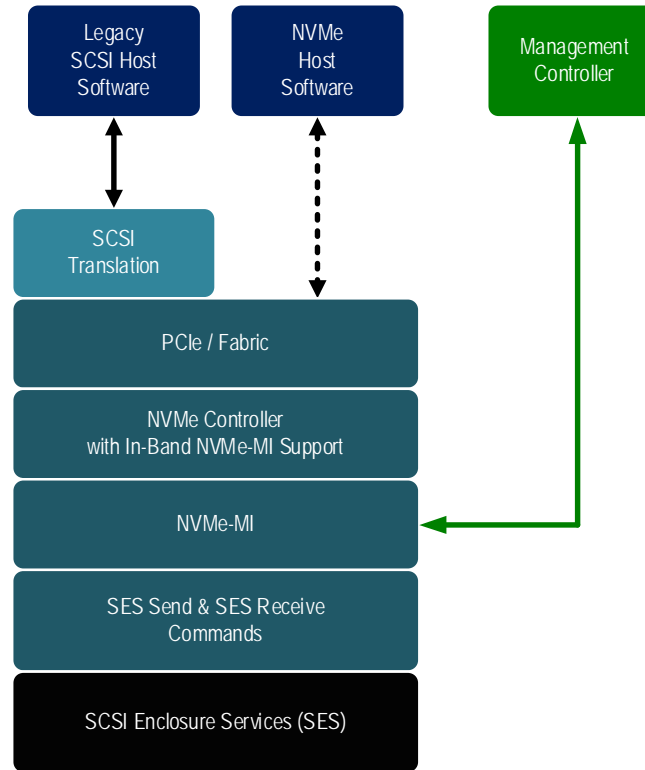 Legacy
SCSI Host
Software
NVMe
Host
Software
Management
Controller
SCSI
Translation
PCIe / Fabric
NVMe Controller
with In-Band NVMe-MI Support
NVMe-MI
SES Send & SES Receive
Commands
SCSI Enclosure Services (SES)